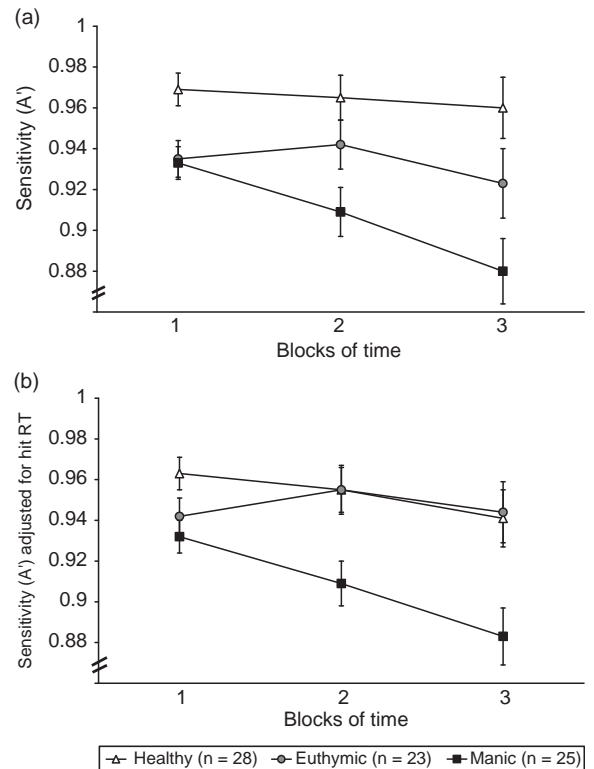 (a)
1
0.98
0.96
0.94
0.92
0.9
0.88
Sensitivity (A')
1 2 3
Blocks of time
(b)
1
0.98
0.96
0.94
0.92
0.9
0.88
Sensitivity (A') adjusted for hit RT
1 2 3
Blocks of time
Healthy (n = 28) Euthymic (n = 23) Manic (n = 25)